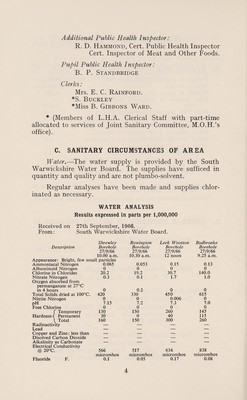 Additional Public Health Inspector:
R. D. Hammond, Cert. Public Health Inspector
Cert. Inspector of Meat and Other Foods.
Pupil Public Health Inspector:
B. P. Standbridge
Clerks:
Mrs. E. C. Rainford.
*S. Buckley
*Miss B. Gibbons Ward.
* (Members of L.H.A. Clerical Staff with part-time
allocated to services of Joint Sanitary Committee, M.O.H.'s
office).
C. SANITARY CIRCUMSTANCES OF AREA
Water.—The water supply is provided by the South
Warwickshire Water Board. The supplies have sufficed in
quantity and quality and are not plumbo-solvent.
Regular analyses have been made and supplies chlor-
inated as necessary.
WATER ANALYSIS
Results expressed in parts per 1,000,000
Received on 27th September, 1966.
From: South Warwickshire Water Board.
Description Shrewley Borehole 27/9/66 10.00 a.m. Rowington Borehole 27/9/66 10.30 a.m. Leek Wootton Borehole 27/9/66 12 noon Budbrooke Borehole 27/9/66 9.25 a.m.
Appearance: Bright, few small particles
Ammoniacal Nitrogen 0.065 0.051 0.15 0.13
Albuminoid Nitrogen 0 0 0 0
Chlorine in Chlorides 20.2 19.2 30.7 140.0
Nitrate Nitrogen 0.3 1.4 1.7 1.0
Oxygen absorbed from
permanganate at 27°C
in 4 hours 0 0.2 0 0
Total Solids dried at 100°C. 420 330 450 615
Nitrite Nitrogen 0 0 0.006 0
pH 7.15 7.2 7.3 7.8
Free Chlorine 0 0 0 0
Hardness Temporary 130 150 260 145
Permanent 30 0 40 115
Total 160 150 300 260
Radioactivity — — — —
Lead — — — —
Copper and Zinc: less than — — — —
Dissolved Carbon Dioxide — — — —
Alkalinity as Carbonate — — — —
Electrical Conductivity
@ 20°C. 566 517 634 838
micromhos micromhos micromhos micromhos
Fluoride F. 0.1 0.05 0.17 0.08
4